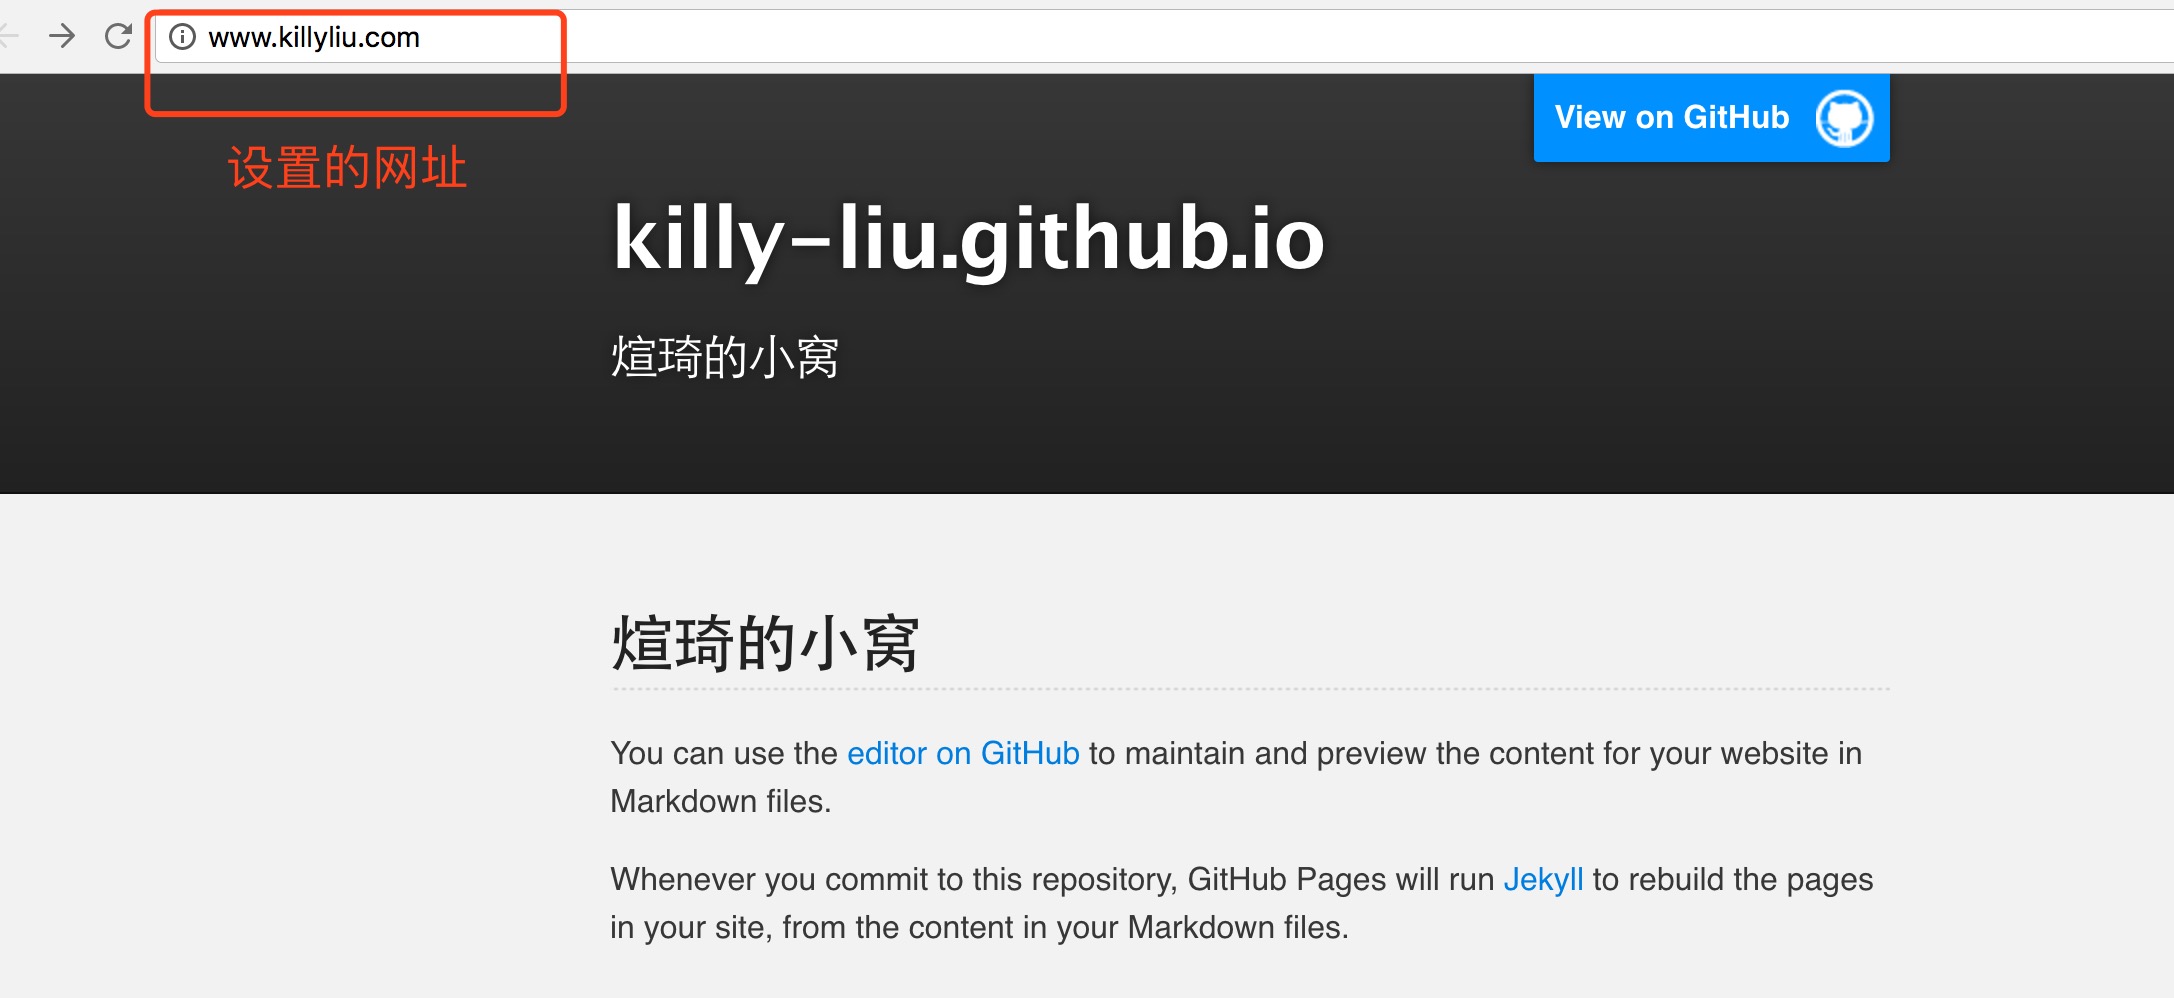 www.killyliu.com
View on GitHub
设置的网址
killy-liu.github.io
煊琦的小窝
煊琦的小窝
You can use the editor on GitHub to maintain and preview the content for your website in
Markdown files.
Whenever you commit to this repository, GitHub Pages will run Jekyll to rebuild the pages
in your site, from the content in your Markdown files.